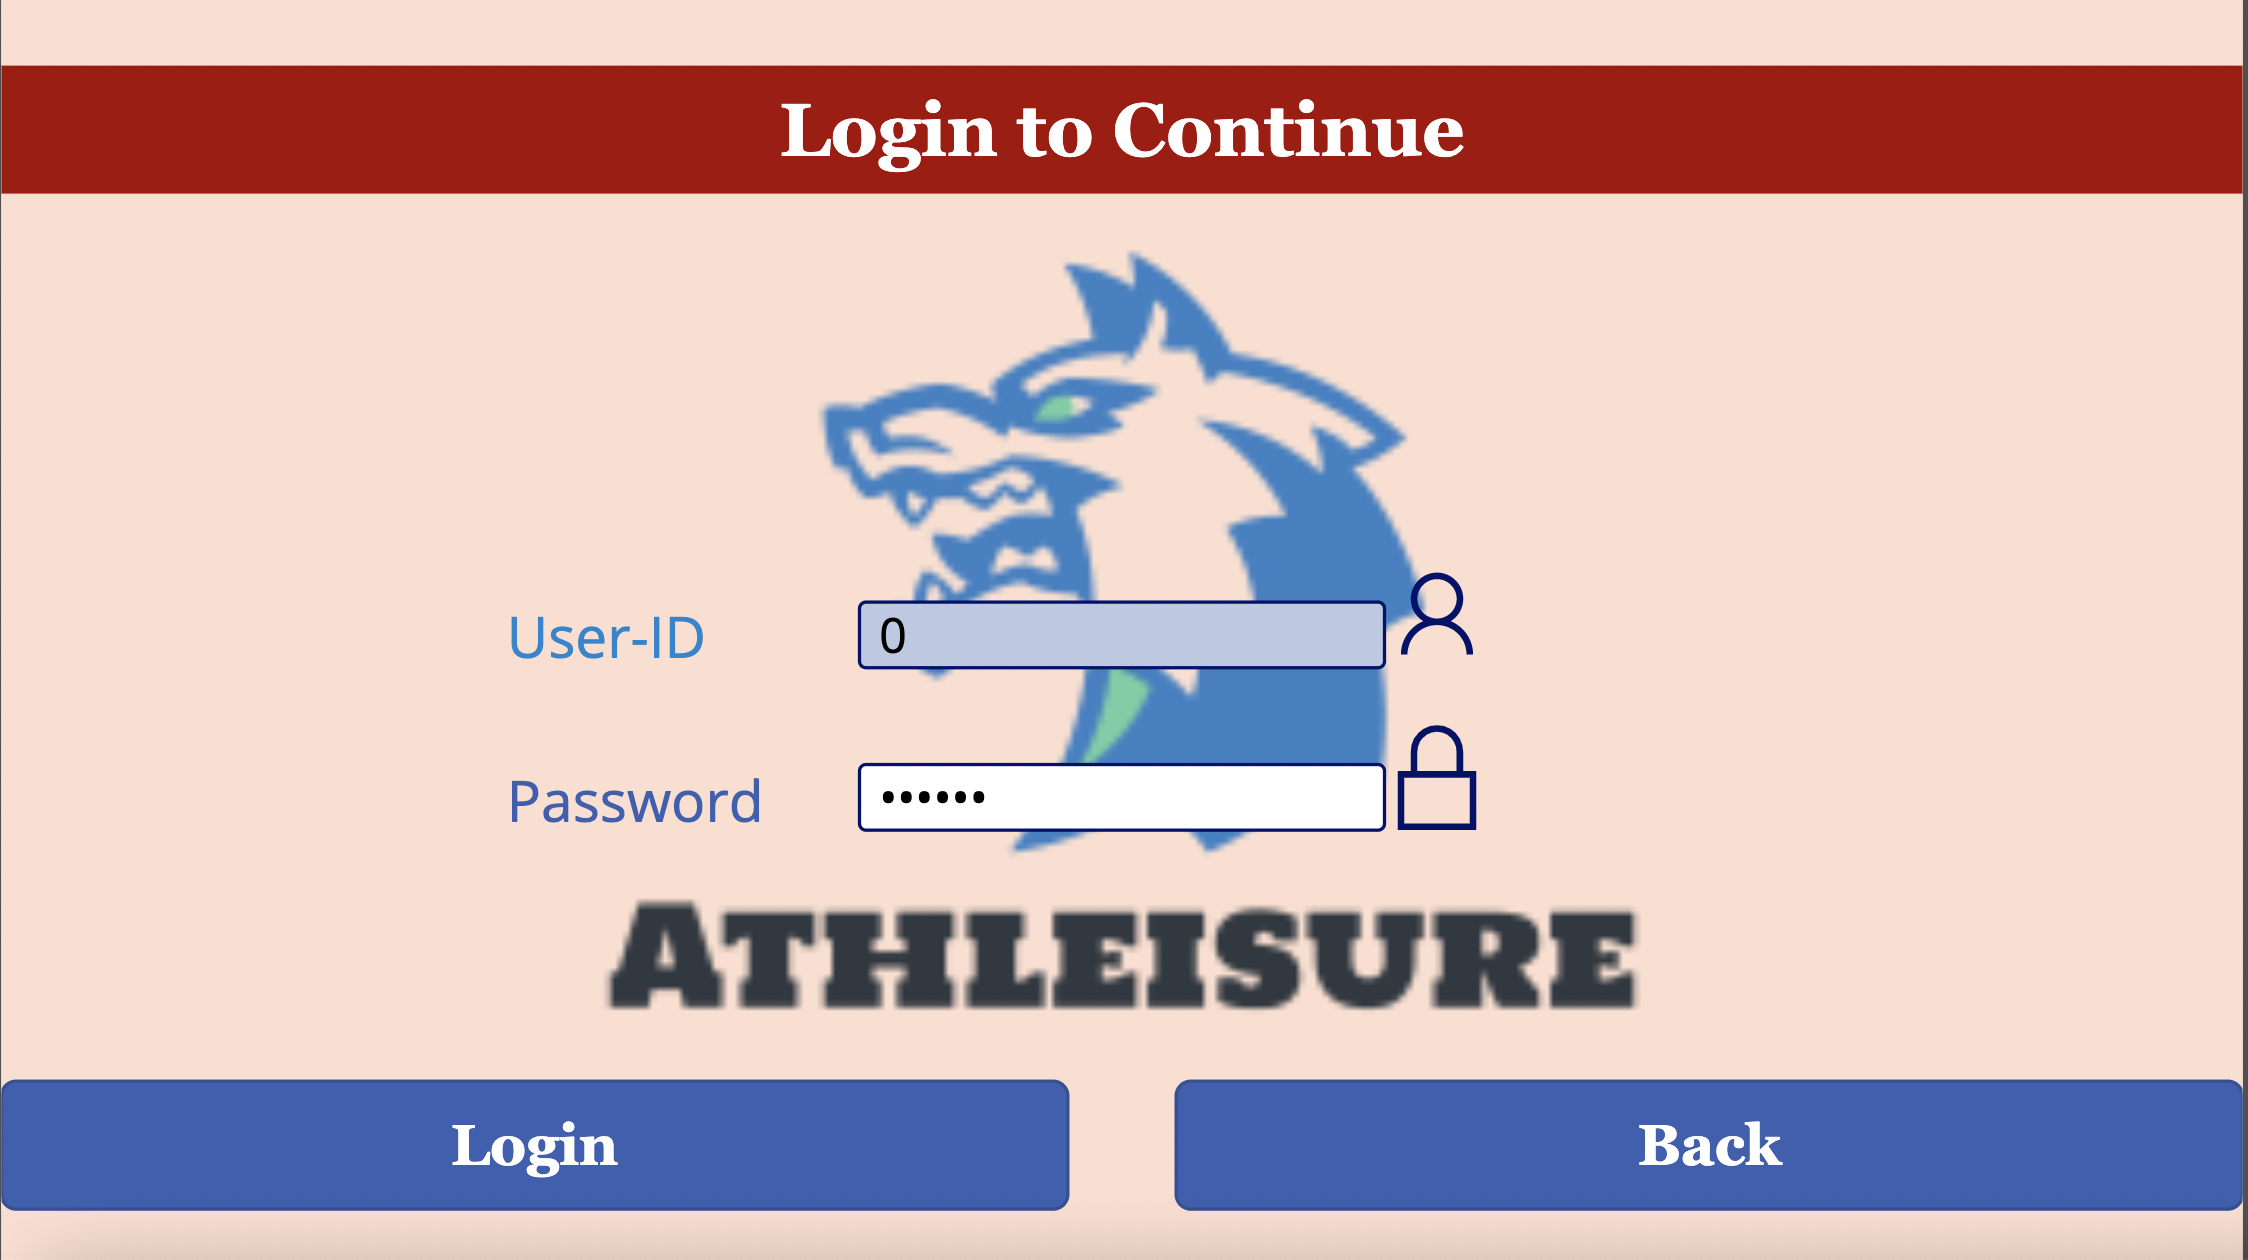 Login to Continue
User-ID
0
Password
••••••
ATHLEISURE
Login
Back